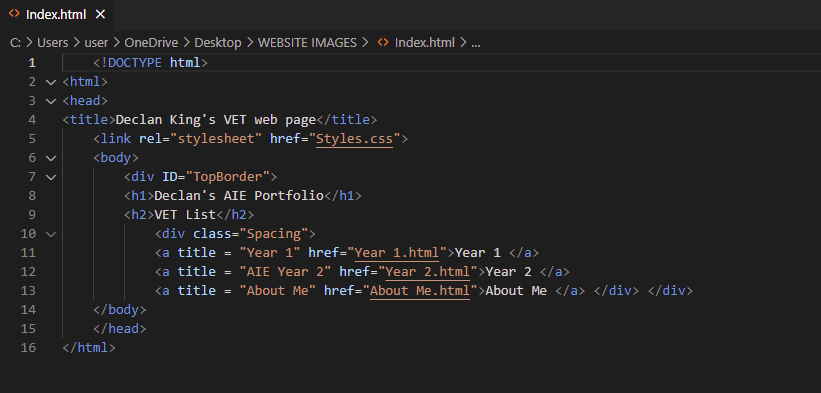 Index.html ×
C: > Users > user > OneDrive > Desktop > WEBSITE IMAGES > <> Index.html > ...
1 <!DOCTYPE html>
2 <html>
3 <head>
4 <title>Declan King's VET web page</title>
5 <link rel="stylesheet" href="Styles.css">
6 <body>
7 <div ID="TopBorder">
8 <h1>Declan's AIE Portfolio</h1>
9 <h2>VET List</h2>
10 <div class="Spacing">
11 <a title = "Year 1" href="Year 1.html">Year 1 </a>
12 <a title = "AIE Year 2" href="Year 2.html">Year 2 </a>
13 <a title = "About Me" href="About Me.html">About Me </a> </div> </div>
14 </body>
15 </head>
16 </html>